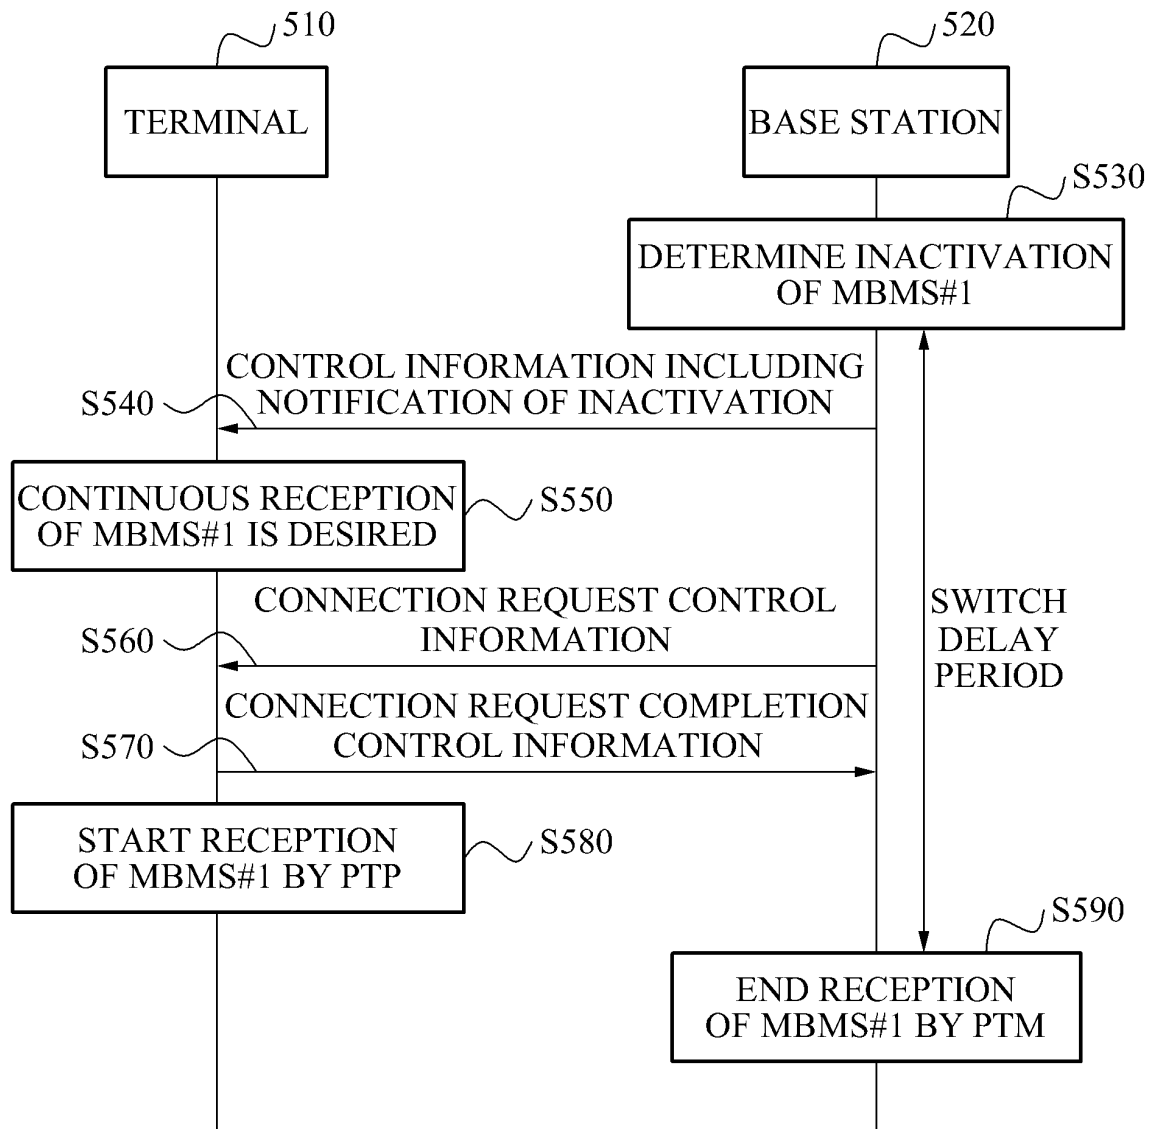 510
520
TERMINAL
BASE STATION
S530
DETERMINE INACTIVATION
OF MBMS#1
CONTROL INFORMATION INCLUDING
NOTIFICATION OF INACTIVATION
S540
CONTINUOUS RECEPTION
OF MBMS#1 IS DESIRED
S550
CONNECTION REQUEST CONTROL
INFORMATION
S560
SWITCH
DELAY
PERIOD
CONNECTION REQUEST COMPLETION
CONTROL INFORMATION
S570
START RECEPTION
OF MBMS#1 BY PTP
S580
S590
END RECEPTION
OF MBMS#1 BY PTM